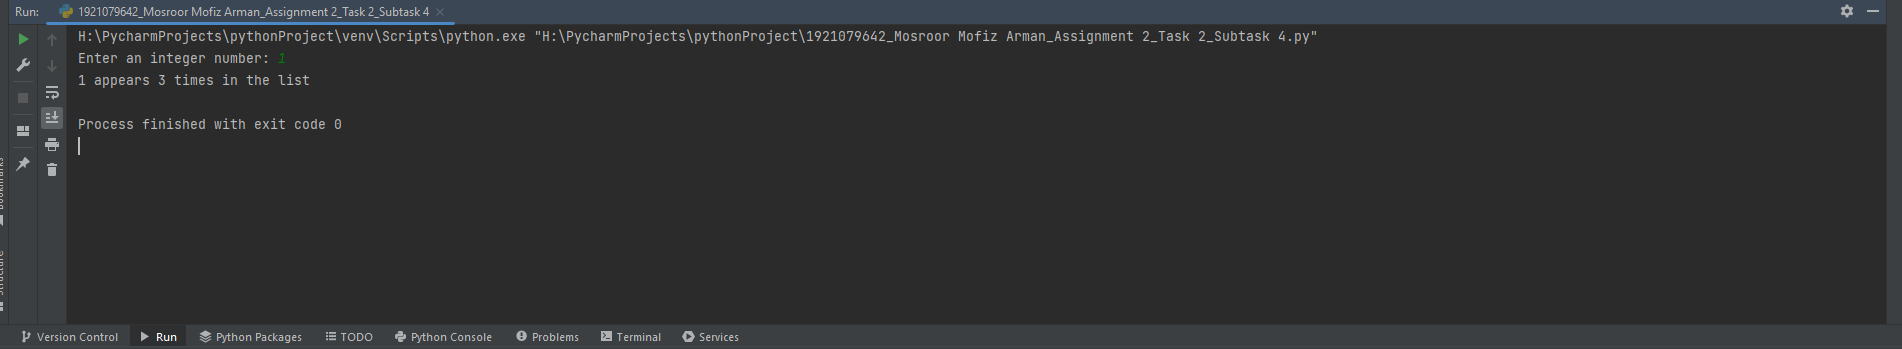 Run: 1921079642_Mosroor Mofiz Arman_Assignment 2_Task 2_Subtask 4
H:\PycharmProjects\pythonProject\venv\Scripts\python.exe "H:\PycharmProjects\pythonProject\1921079642_Mosroor Mofiz Arman_Assignment 2_Task 2_Subtask 4.py"
Enter an integer number: 1
1 appears 3 times in the list
Process finished with exit code 0
Version Control Run Python Packages TODO Python Console Problems Terminal Services